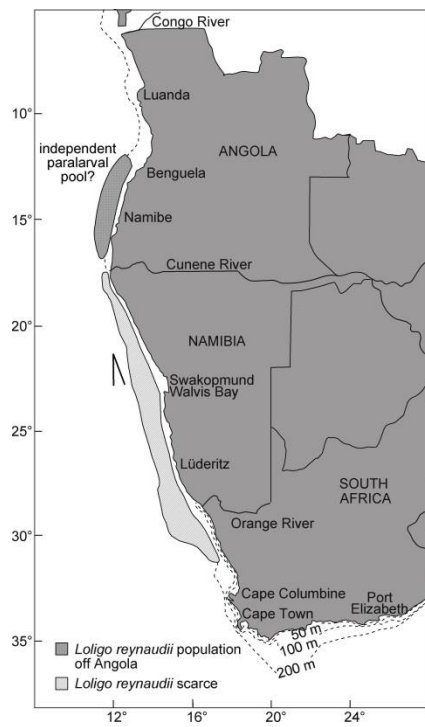 Congo River
10°
Luanda
ANGOLA
independent
paralarval
pool?
Benguela
15°
Namibe
Cunene River
20°
NAMIBIA
Swakopmund
Walvis Bay
25°
Lüderitz
SOUTH
AFRICA
30°
Orange River
Cape Columbine
Port
Elizabeth
Cape Town
50 m
100 m
200 m
35°
Loligo reynaudii population
off Angola
Loligo reynaudii scarce
12°
16°
20°
24°
28°